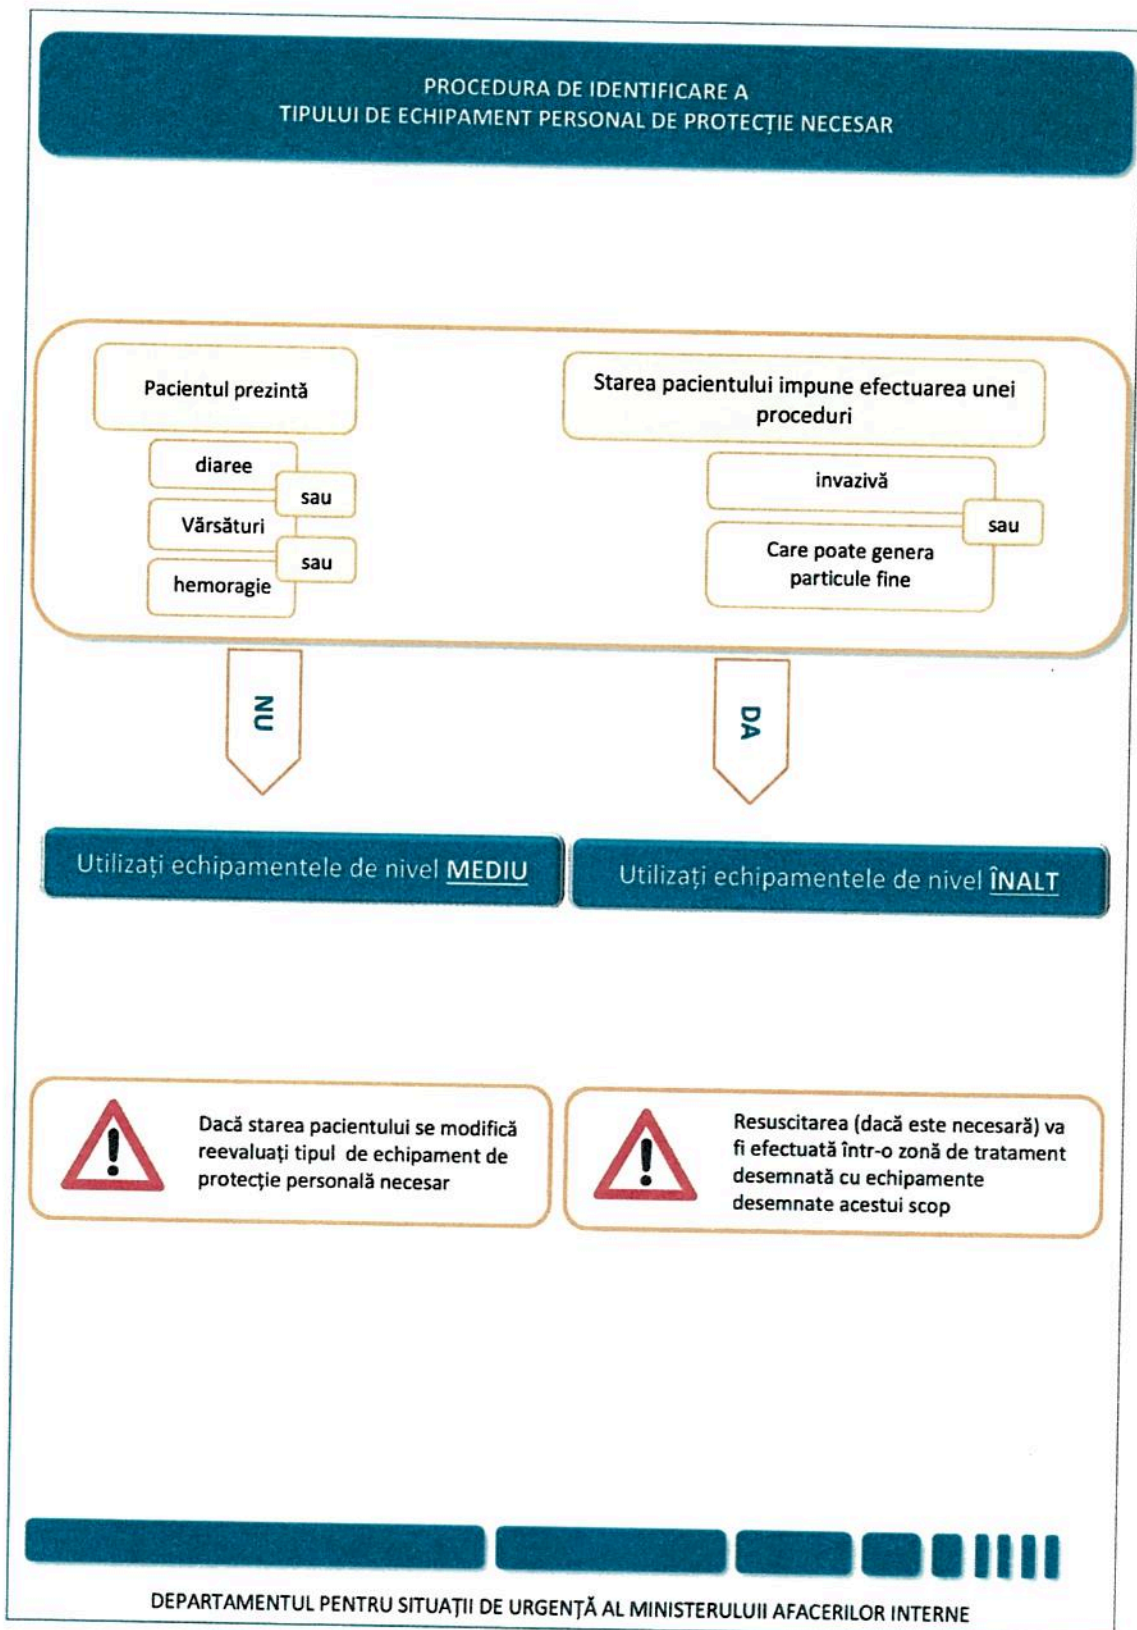 PROCEDURA DE IDENTIFICARE A
TIPULUI DE ECHIPAMENT PERSONAL DE PROTECȚIE NECESAR
Pacientul prezintă
diaree
sau
Vărsături
sau
hemoragie
Starea pacientului impune efectuarea unei
proceduri
invazivă
sau
Care poate genera
particule fine
NU
DA
Utilizați echipamentele de nivel MEDIU
Utilizați echipamentele de nivel ÎNALT
Dacă starea pacientului se modifică
reevaluați tipul de echipament de
protecție personală necesar
Resuscitarea (dacă este necesară) va
fi efectuată într-o zonă de tratament
desemnată cu echipamente
desemnate acestui scop
DEPARTAMENTUL PENTRU SITUAȚII DE URGENȚĂ AL MINISTERULUII AFACERILOR INTERNE